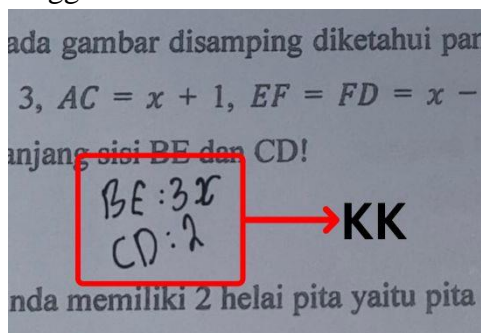 ada gambar disamping diketahui par
3, AC = x + 1, EF = FD = x −
anjang sisi BE dan CD!
BE : 3x
CD : 2
KK
nda memiliki 2 helai pita yaitu pita